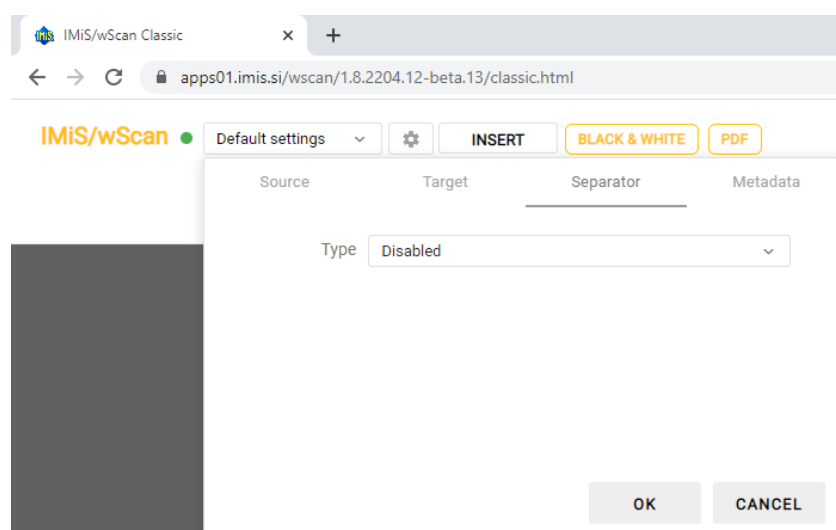 IMiS/wScan Classic
apps01.imis.si/wscan/1.8.2204.12-beta.13/classic.html
IMiS/wScan Default settings INSERT BLACK & WHITE PDF
Source Target Separator Metadata
Type Disabled
OK CANCEL